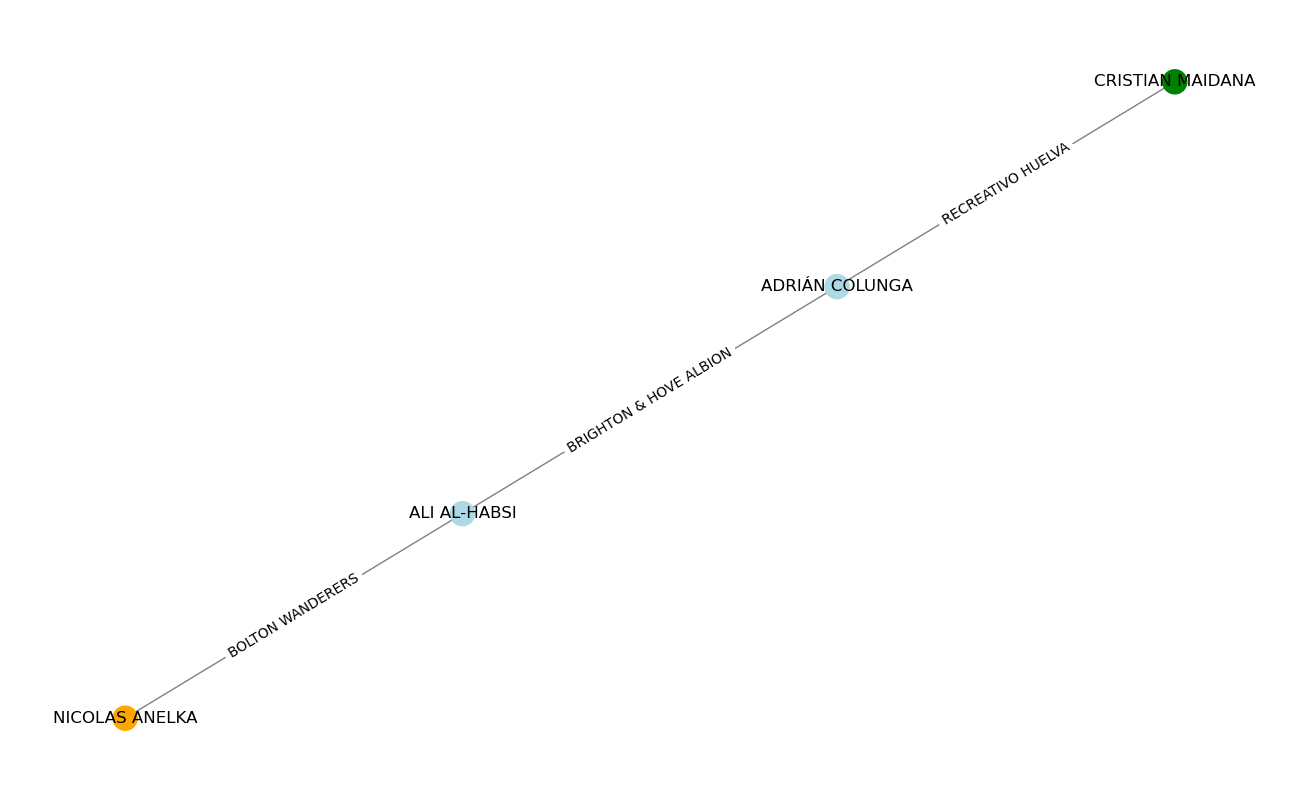 CRISTIAN MAIDANA
RECREATIVO HUELVA
ADRIÁN COLUNGA
BRIGHTON & HOVE ALBION
ALI AL-HABSI
BOLTON WANDERERS
NICOLAS ANELKA